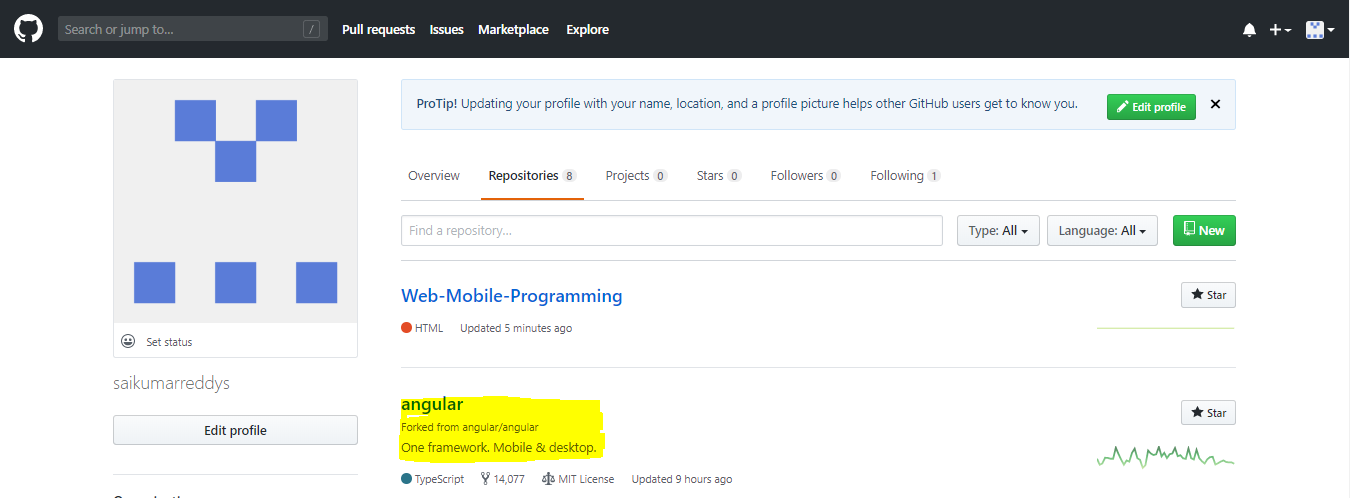 Search or jump to... /
Pull requests Issues Marketplace Explore
ProTip! Updating your profile with your name, location, and a profile picture helps other GitHub users get to know you.
Edit profile
Overview Repositories 8 Projects 0 Stars 0 Followers 0 Following 1
Find a repository...
Type: All Language: All New
Web-Mobile-Programming
Star
HTML Updated 5 minutes ago
Set status
saikumarreddys
Edit profile
angular
Star
Forked from angular/angular
One framework. Mobile & desktop.
TypeScript 14,077 MIT License Updated 9 hours ago